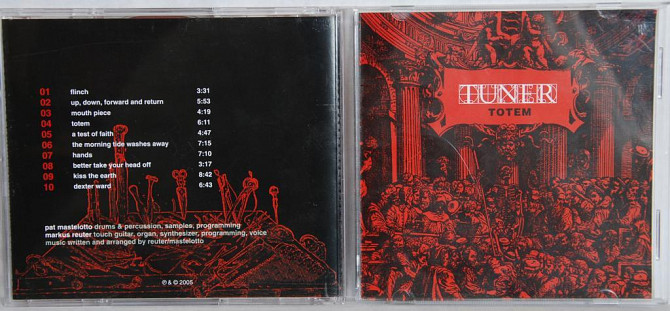 01 flinch 3:31
02 up, down, forward and return 5:53
03 mouth piece 4:19
04 totem 6:11
05 a test of faith 4:47
06 the morning tide washes away 7:15
07 hands 7:10
08 better take your head off 3:17
09 kiss the earth 8:42
10 dexter ward 6:43
pat mastelotto drums & percussion, samples, programming
markus reuter touch guitar, organ, synthesizer, programming, voice
music written and arranged by reuter/mastelotto
℗ & © 2005
TUNER
TOTEM